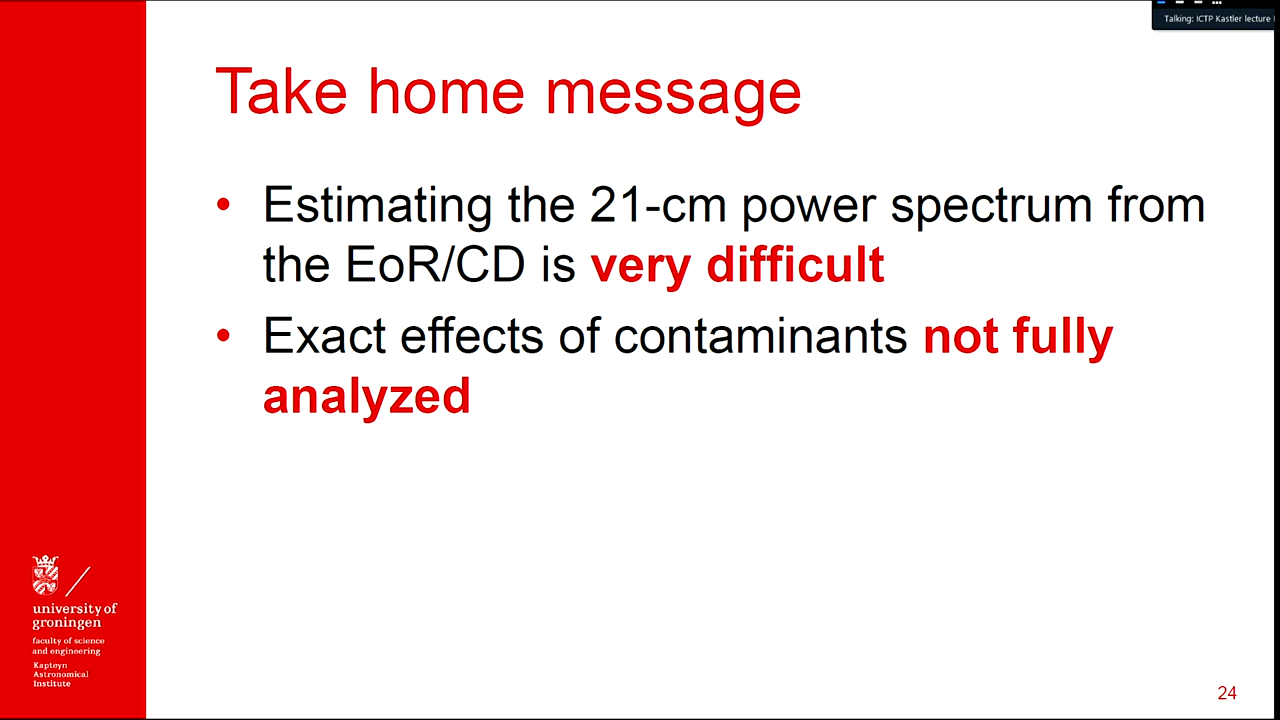 Talking: ICTP Kastler lecture
Take home message
• Estimating the 21-cm power spectrum from
the EoR/CD is very difficult
• Exact effects of contaminants not fully
analyzed
university of
groningen
faculty of science
and engineering
Kapteyn
Astronomical
Institute
24